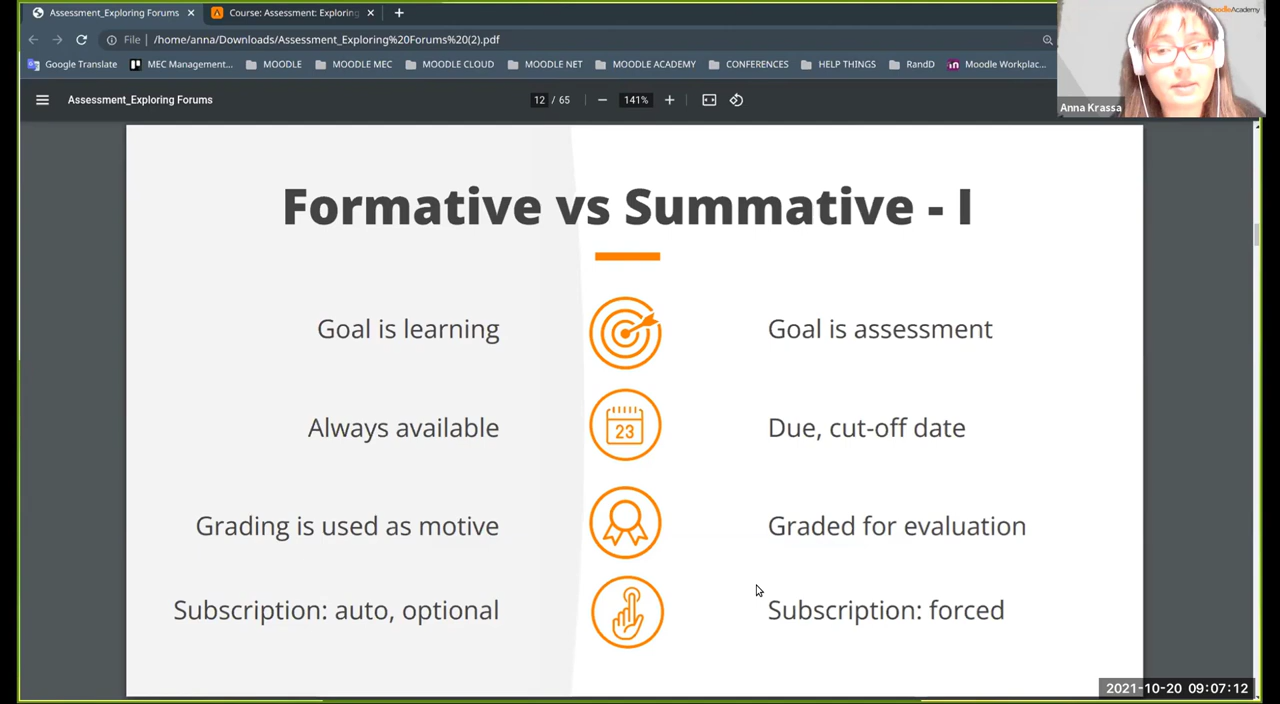 Assessment_Exploring Forums
Course: Assessment: Exploring
File
/home/anna/Downloads/Assessment_Exploring%20Forums%20(2).pdf
Google Translate
MEC Management...
MOODLE
MOODLE MEC
MOODLE CLOUD
MOODLE NET
MOODLE ACADEMY
CONFERENCES
HELP THINGS
RandD
Moodle Workplac...
Assessment_Exploring Forums
12 / 65
141%
Anna Krassa
Formative vs Summative - I
Goal is learning
23
Goal is assessment
Always available
Due, cut-off date
Grading is used as motive
Graded for evaluation
Subscription: auto, optional
Subscription: forced
2021-10-20 09:07:12